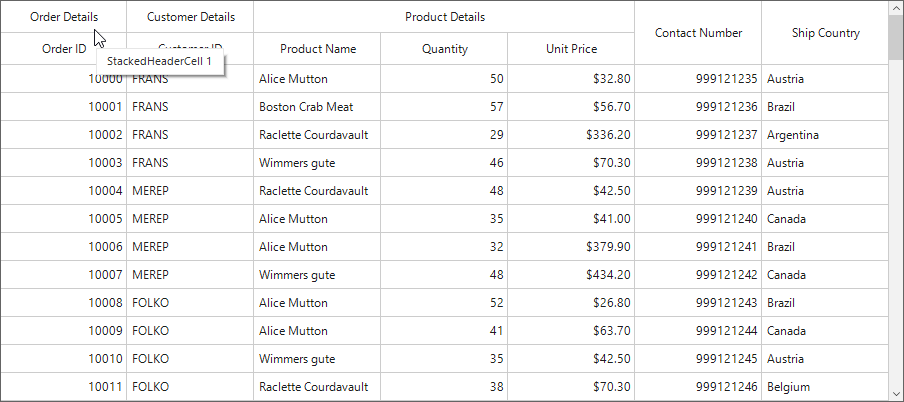 Order Details Customer Details Product Details Contact Number Ship Country
Order ID Customer ID Product Name Quantity Unit Price
StackedHeaderCell 1
10000 FRANS Alice Mutton 50 $32.80 999121235 Austria
10001 FRANS Boston Crab Meat 57 $56.70 999121236 Brazil
10002 FRANS Raclette Courdavault 29 $336.20 999121237 Argentina
10003 FRANS Wimmers gute 46 $70.30 999121238 Austria
10004 MEREP Raclette Courdavault 48 $42.50 999121239 Austria
10005 MEREP Alice Mutton 35 $41.00 999121240 Canada
10006 MEREP Alice Mutton 32 $379.90 999121241 Brazil
10007 MEREP Wimmers gute 48 $434.20 999121242 Canada
10008 FOLKO Alice Mutton 52 $26.80 999121243 Brazil
10009 FOLKO Alice Mutton 41 $63.70 999121244 Canada
10010 FOLKO Wimmers gute 35 $42.50 999121245 Austria
10011 FOLKO Raclette Courdavault 38 $70.30 999121246 Belgium